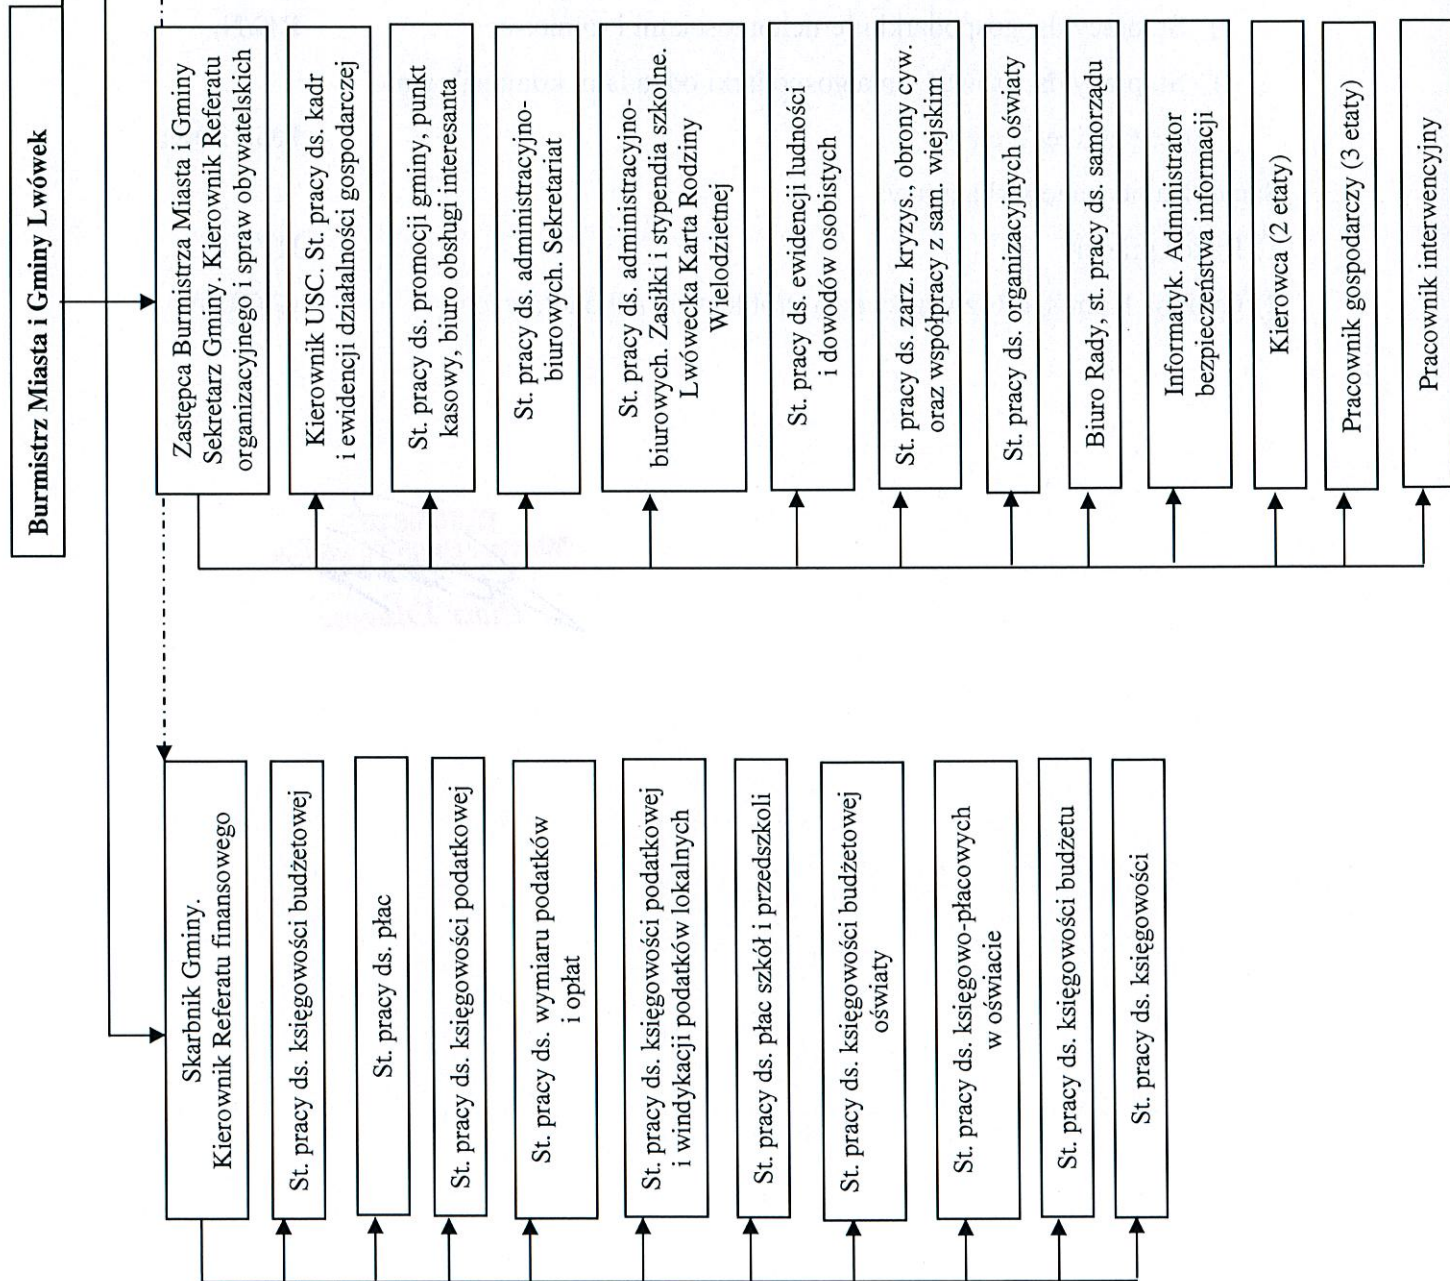 Burmistrz Miasta i Gminy Lwówek
Skarbnik Gminy.
Kierownik Referatu finansowego
St. pracy ds. księgowości budżetowej
St. pracy ds. płac
St. pracy ds. księgowości podatkowej
St. pracy ds. wymiaru podatków
i opłat
St. pracy ds. księgowości podatkowej
i windykacji podatków lokalnych
St. pracy ds. płac szkół i przedszkoli
St. pracy ds. księgowości budżetowej
oświaty
St. pracy ds. księgowo-płacowych
w oświacie
St. pracy ds. księgowości budżetu
St. pracy ds. księgowości
Zastępca Burmistrza Miasta i Gminy
Sekretarz Gminy. Kierownik Referatu
organizacyjnego i spraw obywatelskich
Kierownik USC. St. pracy ds. kadr
i ewidencji działalności gospodarczej
St. pracy ds. promocji gminy, punkt
kasowy, biuro obsługi interesanta
St. pracy ds. administracyjno-
biurowych. Sekretariat
St. pracy ds. administracyjno-
biurowych. Zasiłki i stypendia szkolne.
Lwówecka Karta Rodziny
Wielodzietnej
St. pracy ds. ewidencji ludności
i dowodów osobistych
St. pracy ds. zarz. kryzys., obrony cyw.
oraz współpracy z sam. wiejskim
St. pracy ds. organizacyjnych oświaty
Biuro Rady, st. pracy ds. samorządu
Informatyk. Administrator
bezpieczeństwa informacji
Kierowca (2 etaty)
Pracownik gospodarczy (3 etaty)
Pracownik interwencyjny